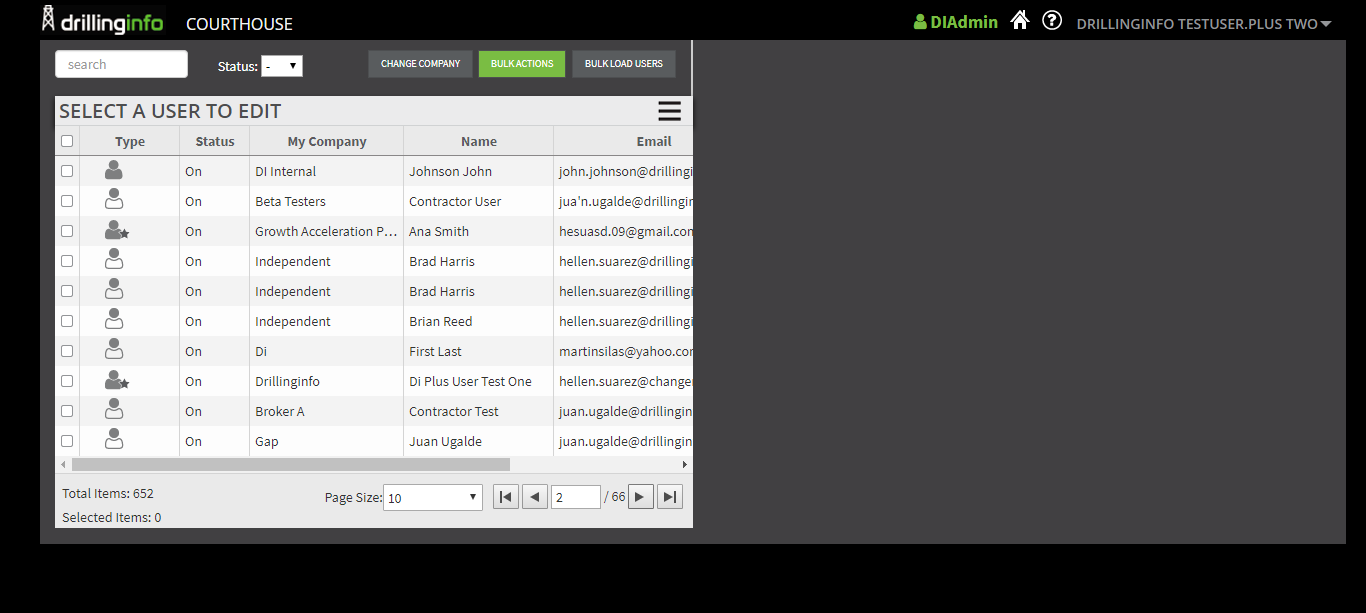 drillinginfo COURTHOUSE DIAdmin ? DRILLINGINFO TESTUSER.PLUS TWO
search Status: - CHANGE COMPANY BULK ACTIONS BULK LOAD USERS
SELECT A USER TO EDIT
Type Status My Company Name Email
On DI Internal Johnson John john.johnson@drillingi
On Beta Testers Contractor User jua'n.ugalde@drillingin
On Growth Acceleration P... Ana Smith hesuasd.09@gmail.com
On Independent Brad Harris hellen.suarez@drillingi
On Independent Brad Harris hellen.suarez@drillingi
On Independent Brian Reed hellen.suarez@drillingi
On Di First Last martinsilas@yahoo.com
On Drillinginfo Di Plus User Test One hellen.suarez@change
On Broker A Contractor Test juan.ugalde@drillingin
On Gap Juan Ugalde juan.ugalde@drillingin
Total Items: 652 Page Size: 10 2 / 66
Selected Items: 0